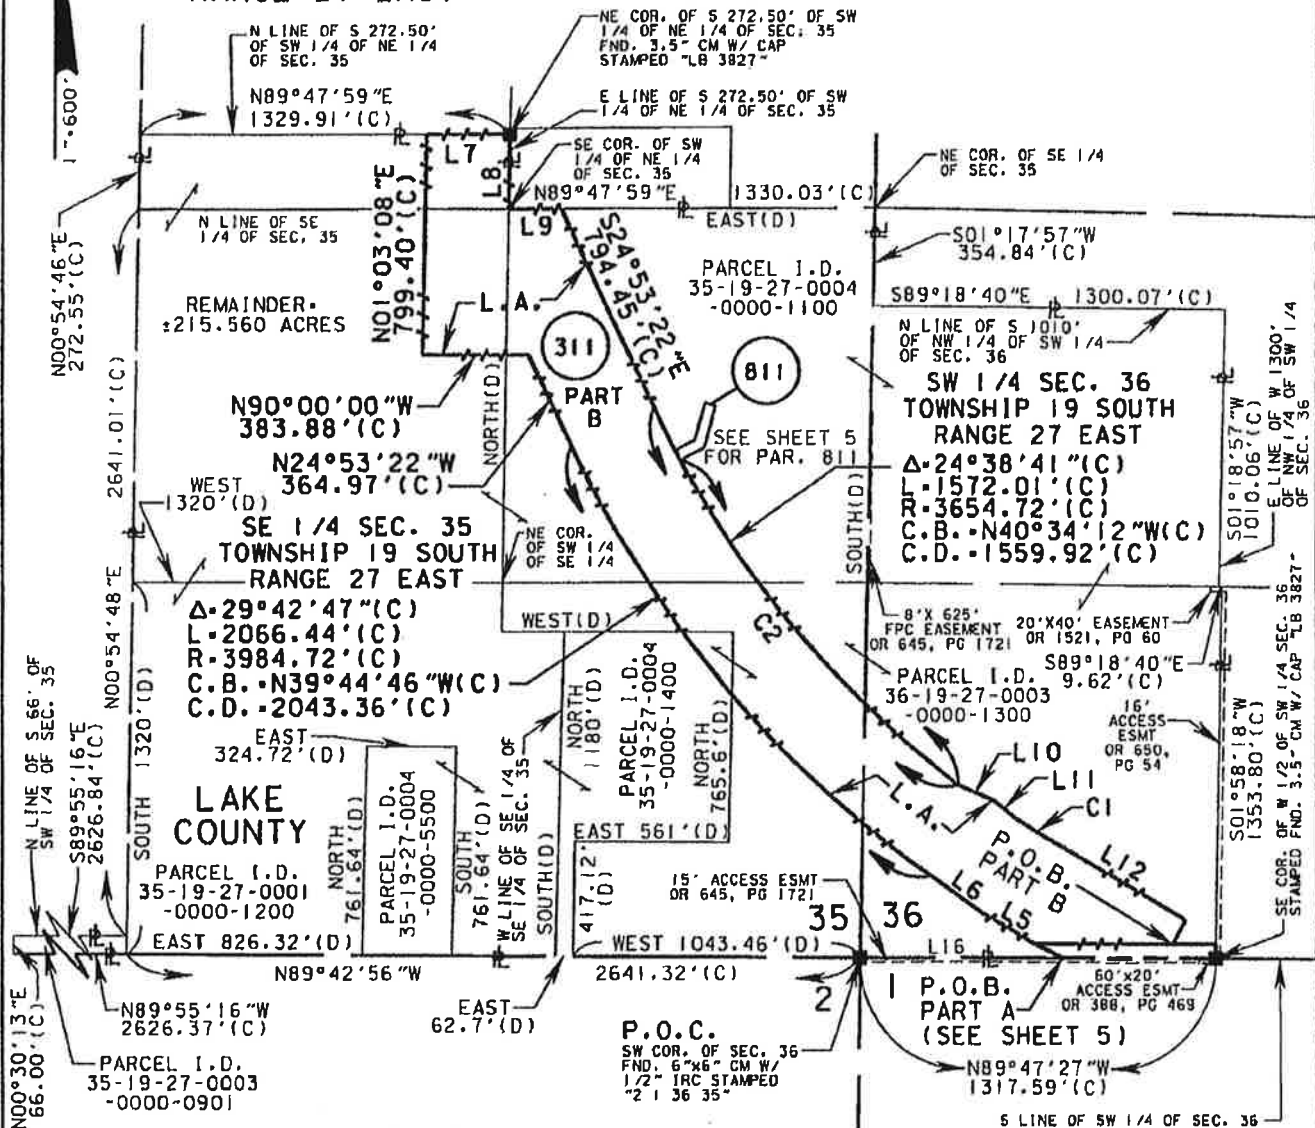 N LINE OF S 272.50'
OF SW 1/4 OF NE 1/4
OF SEC. 35
NE COR. OF S 272.50' OF SW
1/4 OF NE 1/4 OF SEC. 35
FND. 3.5" CM W/ CAP
STAMPED "LB 3827"
1"=600'
N89°47'59"E
1329.91'(C)
E LINE OF S 272.50' OF SW
1/4 OF NE 1/4 OF SEC. 35
SE COR. OF SW
1/4 OF NE 1/4
OF SEC. 35
NE COR. OF SE 1/4
OF SEC. 35
L7
L8
N89°47'59"E
1330.03'(C)
EAST(D)
L9
N LINE OF SE
1/4 OF SEC. 35
N00°54'46"E
272.55'(C)
N01°03'08"E
799.40'(C)
S24°53'22"E
794.45'(C)
S01°17'57"W
354.84'(C)
PARCEL I.D.
35-19-27-0004
-0000-1100
S89°18'40"E
1300.07'(C)
REMAINDER=
±215.560 ACRES
L.A.
311
PART
B
811
N LINE OF S 1010'
OF NW 1/4 OF SW 1/4
OF SEC. 36
SW 1/4 SEC. 36
TOWNSHIP 19 SOUTH
RANGE 27 EAST
Δ=24°38'41"(C)
L=1572.01'(C)
R=3654.72'(C)
C.B.=N40°34'12"W(C)
C.D.=1559.92'(C)
S01°18'57"W
1010.06'(C)
E LINE OF W 1300'
OF NW 1/4 OF SW 1/4
OF SEC. 36
N90°00'00"W
383.88'(C)
NORTH(D)
SEE SHEET 5
FOR PAR. 811
N24°53'22"W
364.97'(C)
2641.01'(C)
WEST
1320'(D)
SOUTH(D)
SE 1/4 SEC. 35
TOWNSHIP 19 SOUTH
RANGE 27 EAST
NE COR.
OF SW 1/4
OF SE 1/4
Δ=29°42'47"(C)
L=2066.44'(C)
R=3984.72'(C)
C.B.=N39°44'46"W(C)
C.D.=2043.36'(C)
N00°54'48"E
C2
WEST(D)
8'X 625'
FPC EASEMENT
OR 645, PG 1721
20'X40' EASEMENT
OR 1521, PG 60
S89°18'40"E
9.62'(C)
PARCEL I.D.
36-19-27-0003
-0000-1300
16'
ACCESS
ESMT
OR 650,
PG 54
S01°58'18"W
1353.80'(C)
SE COR. OF W 1/2 OF SW 1/4 SEC. 36
STAMPED FND. 3.5" CM W/ CAP "LB 3827"
NORTH
1180'(D)
PARCEL I.D.
35-19-27-0004
-0000-1400
NORTH
765.6'(D)
EAST
324.72'(D)
SOUTH 1320'(D)
LAKE
COUNTY
N LINE OF S 66' OF
SW 1/4 OF SEC. 35
S89°55'16"E
2626.84'(C)
NORTH
761.64'(D)
PARCEL I.D.
35-19-27-0004
-0000-5500
SOUTH
761.64'(D)
W LINE OF SE 1/4 OF
SE 1/4 OF SEC. 35
SOUTH(D)
L10
L11
C1
L.A.
L12
P.O.B.
PART
B
EAST 561'(D)
417.12'
(D)
PARCEL I.D.
35-19-27-0001
-0000-1200
15' ACCESS ESMT
OR 645, PG 1721
L6
L5
35
36
EAST 826.32'(D)
WEST 1043.46'(D)
L16
N89°42'56"W
2641.32'(C)
2
1
P.O.B.
PART A
(SEE SHEET 5)
60'x20'
ACCESS ESMT
OR 388, PG 469
N00°30'13"E
66.00'(C)
N89°55'16"W
2626.37'(C)
EAST
62.7'(D)
P.O.C.
SW COR. OF SEC. 36
FND. 6"x6" CM W/
1/2" IRC STAMPED
"2 1 36 35"
PARCEL I.D.
35-19-27-0003
-0000-0901
N89°47'27"W
1317.59'(C)
S LINE OF SW 1/4 OF SEC. 36